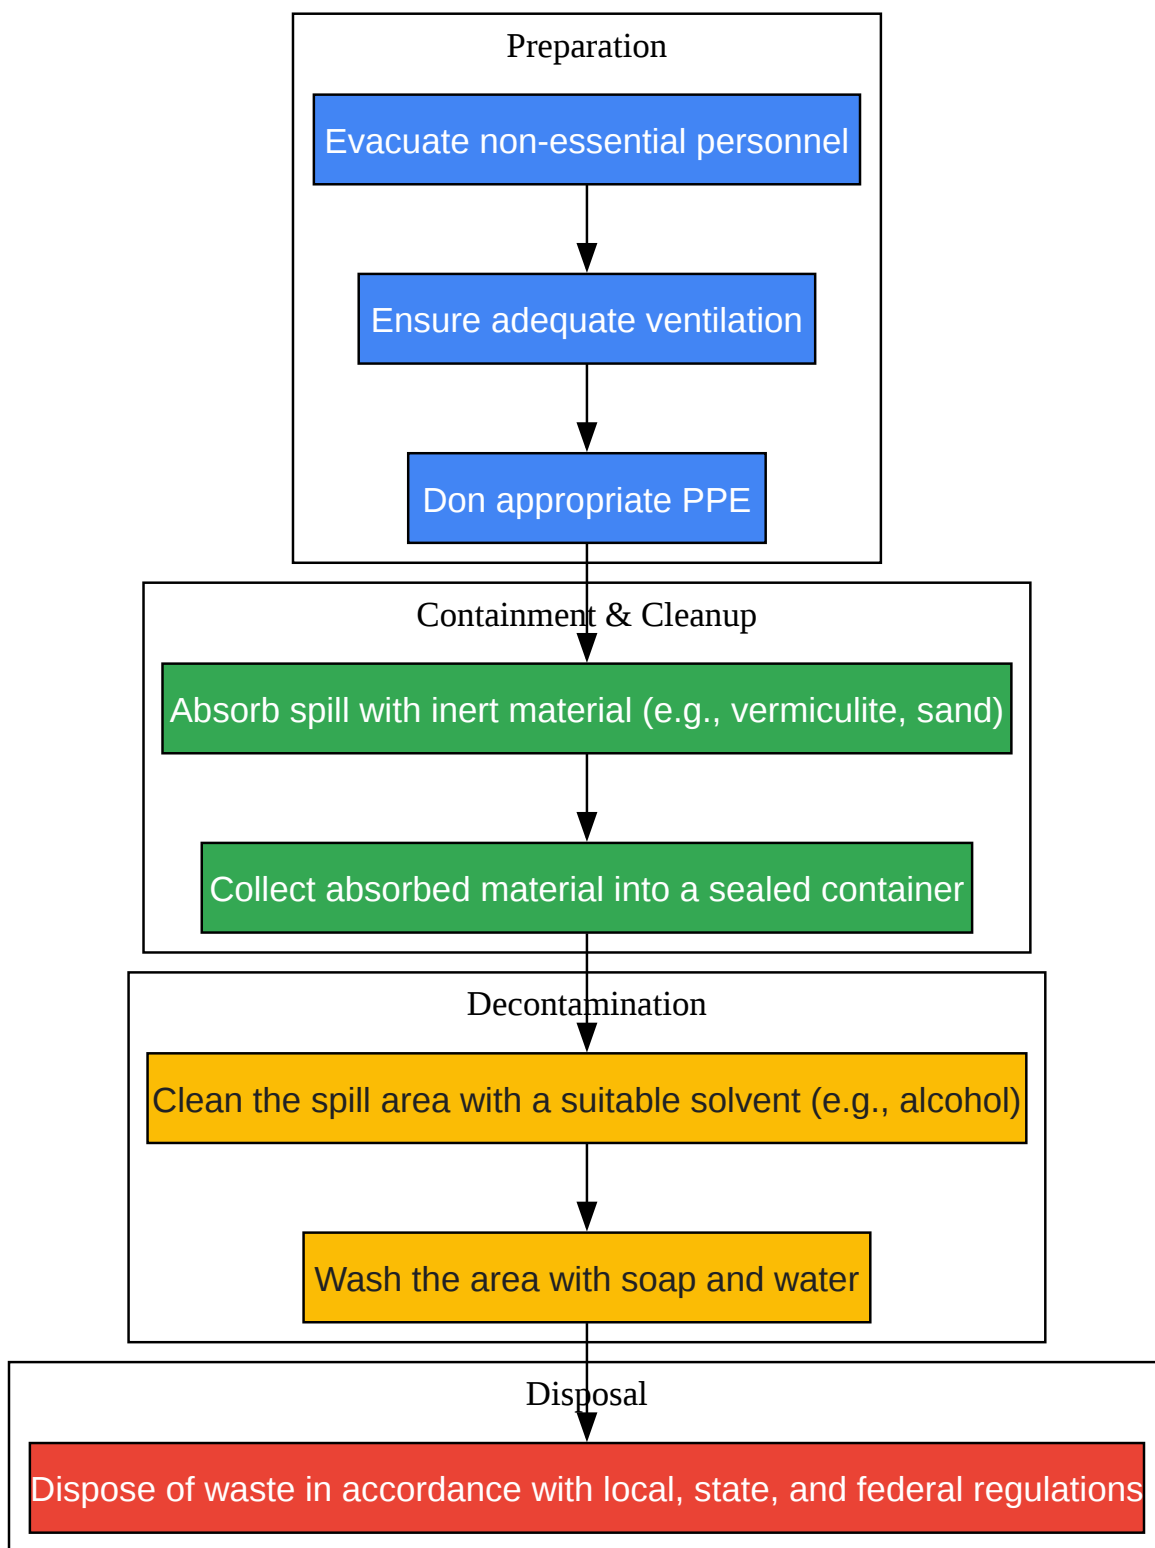 Preparation
Evacuate non-essential personnel
Ensure adequate ventilation
Don appropriate PPE
Containment & Cleanup
Absorb spill with inert material (e.g., vermiculite, sand)
Collect absorbed material into a sealed container
Decontamination
Clean the spill area with a suitable solvent (e.g., alcohol)
Wash the area with soap and water
Disposal
Dispose of waste in accordance with local, state, and federal regulations